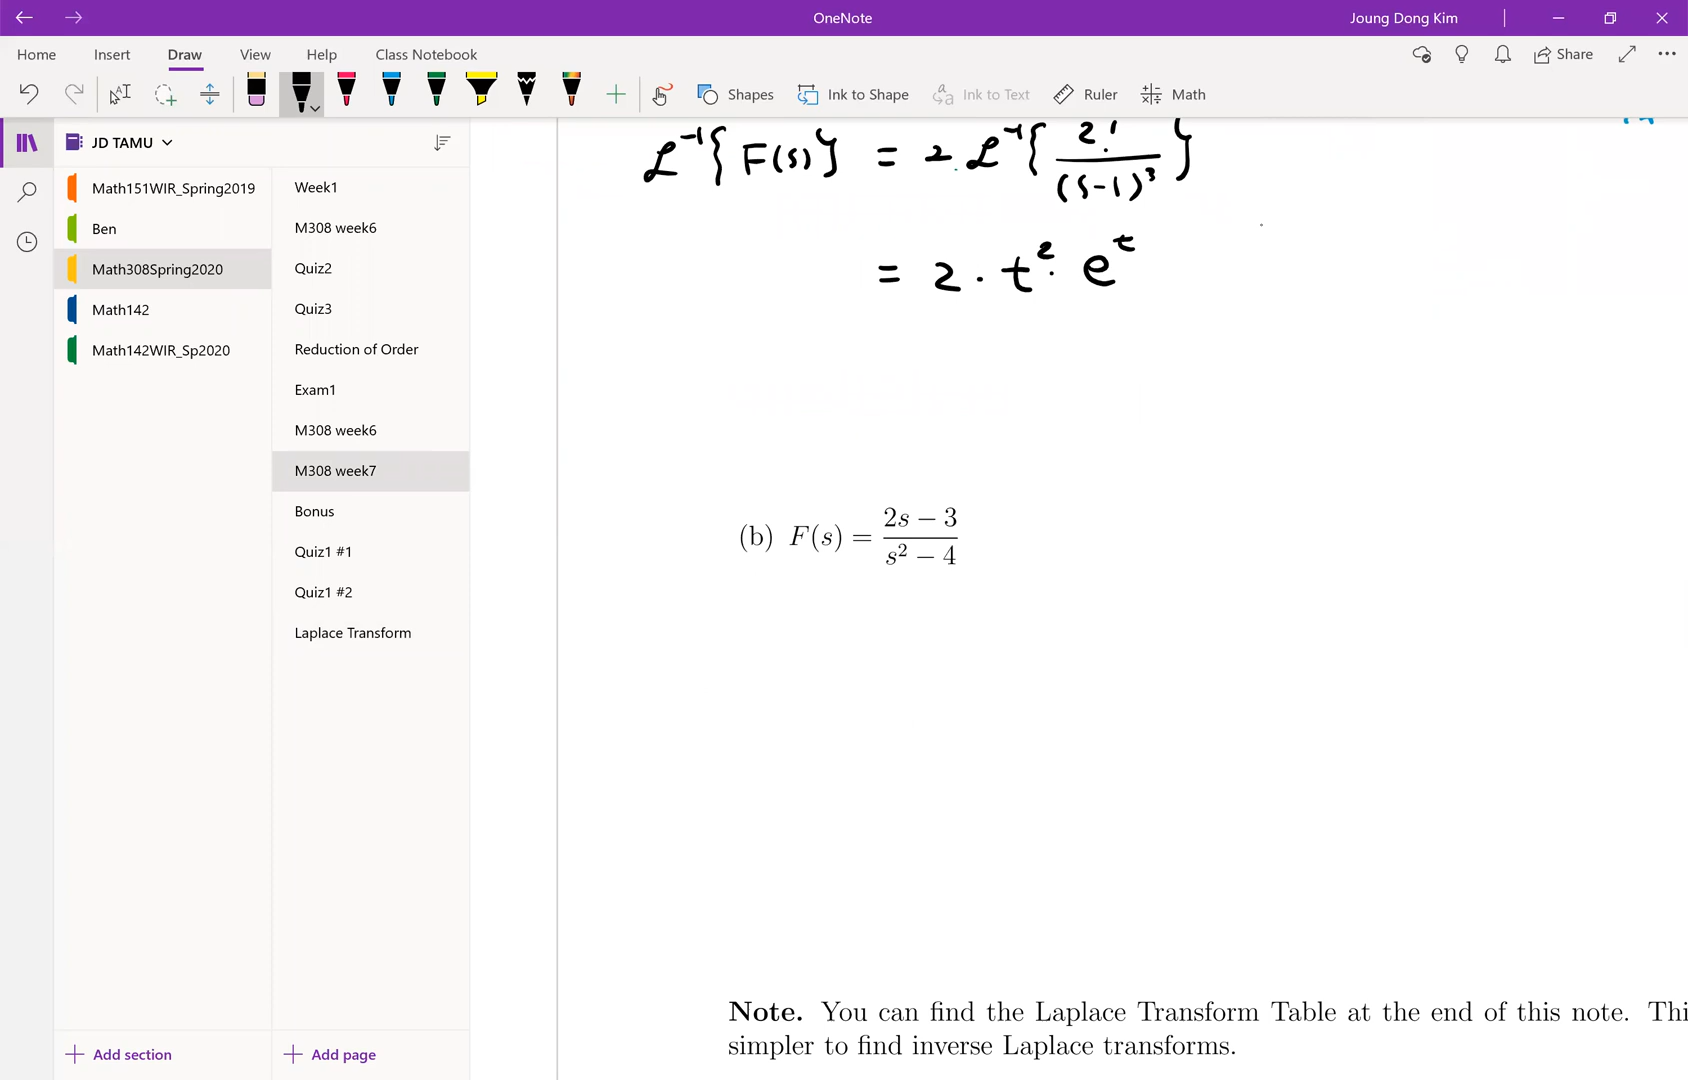 OneNote
Joung Dong Kim
Home Insert Draw View Help Class Notebook
Share
Shapes Ink to Shape Ink to Text Ruler Math
JD TAMU
Math151WIR_Spring2019
Ben
Math308Spring2020
Math142
Math142WIR_Sp2020
Add section
Week1
M308 week6
Quiz2
Quiz3
Reduction of Order
Exam1
M308 week6
M308 week7
Bonus
Quiz1 #1
Quiz1 #2
Laplace Transform
Add page
ℒ⁻¹{F(s)} = 2·ℒ⁻¹{2!/(s-1)³}
= 2 · t² · eᵗ
(b) F(s) = (2s − 3)/(s² − 4)
Note. You can find the Laplace Transform Table at the end of this note. Thi
simpler to find inverse Laplace transforms.